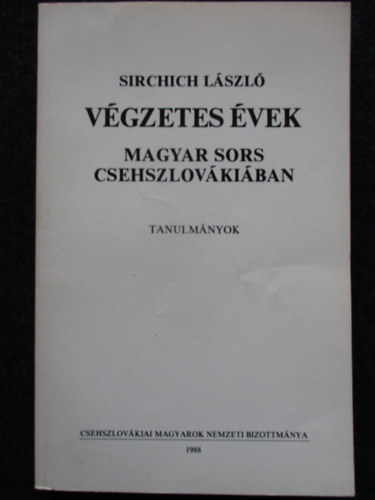 SIRCHICH LÁSZLÓ
VÉGZETES ÉVEK
MAGYAR SORS
CSEHSZLOVÁKIÁBAN
TANULMÁNYOK
CSEHSZLOVÁKIAI MAGYAROK NEMZETI BIZOTTMÁNYA
1988